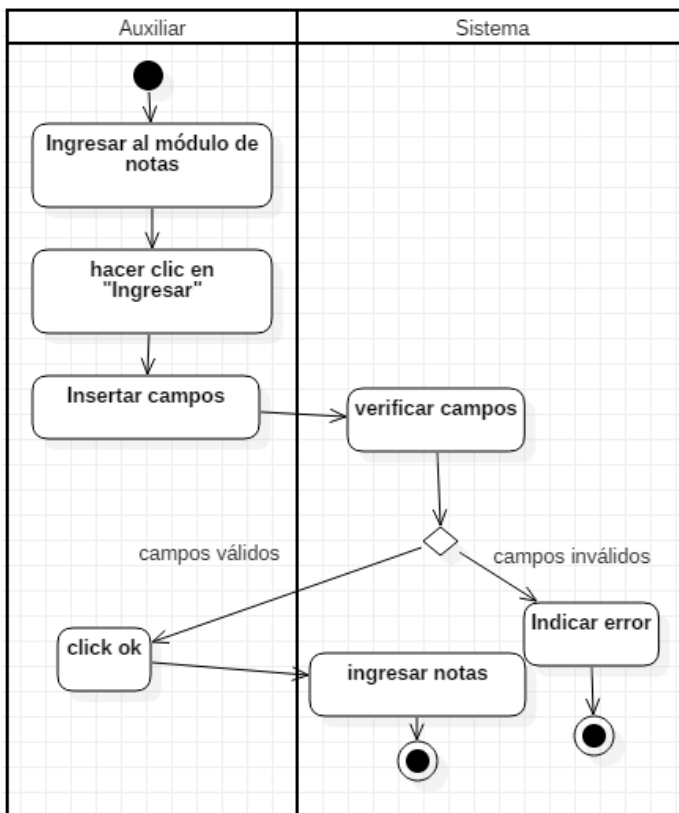 Auxiliar
Sistema
Ingresar al módulo de
notas
hacer clic en
"Ingresar"
Insertar campos
verificar campos
campos válidos
campos inválidos
click ok
Indicar error
ingresar notas